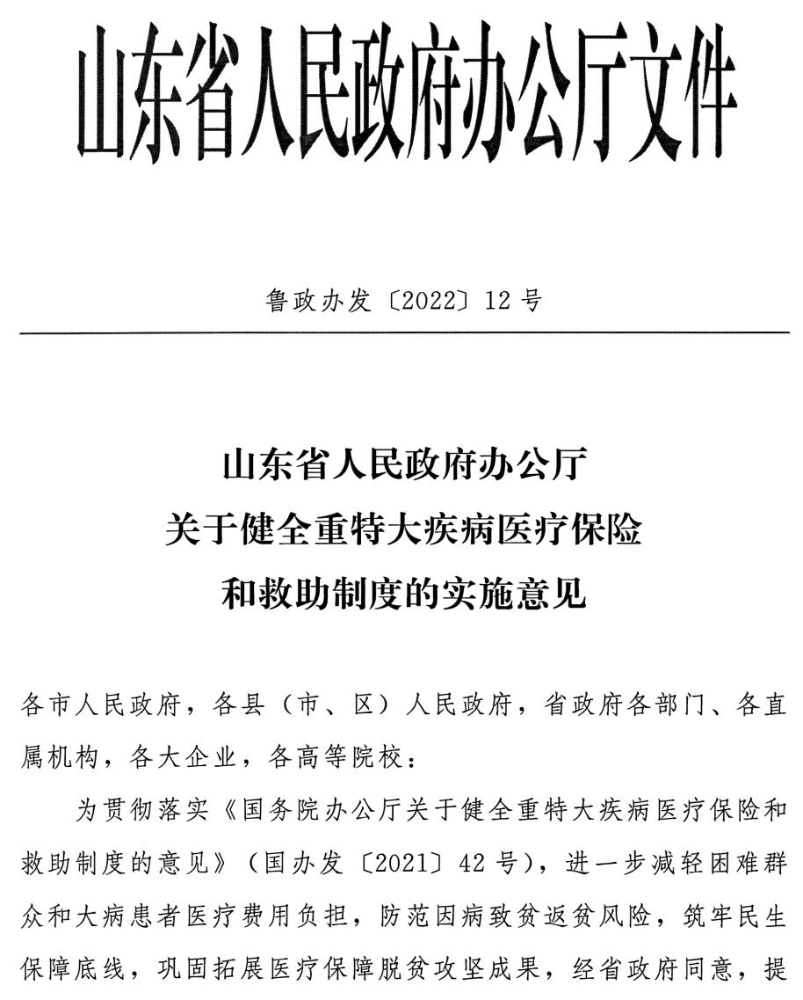 山东省人民政府办公厅文件
鲁政办发〔2022〕12号
山东省人民政府办公厅
关于健全重特大疾病医疗保险
和救助制度的实施意见
各市人民政府，各县（市、区）人民政府，省政府各部门、各直
属机构，各大企业，各高等院校：
为贯彻落实《国务院办公厅关于健全重特大疾病医疗保险和
救助制度的意见》（国办发〔2021〕42号），进一步减轻困难群
众和大病患者医疗费用负担，防范因病致贫返贫风险，筑牢民生
保障底线，巩固拓展医疗保障脱贫攻坚成果，经省政府同意，提